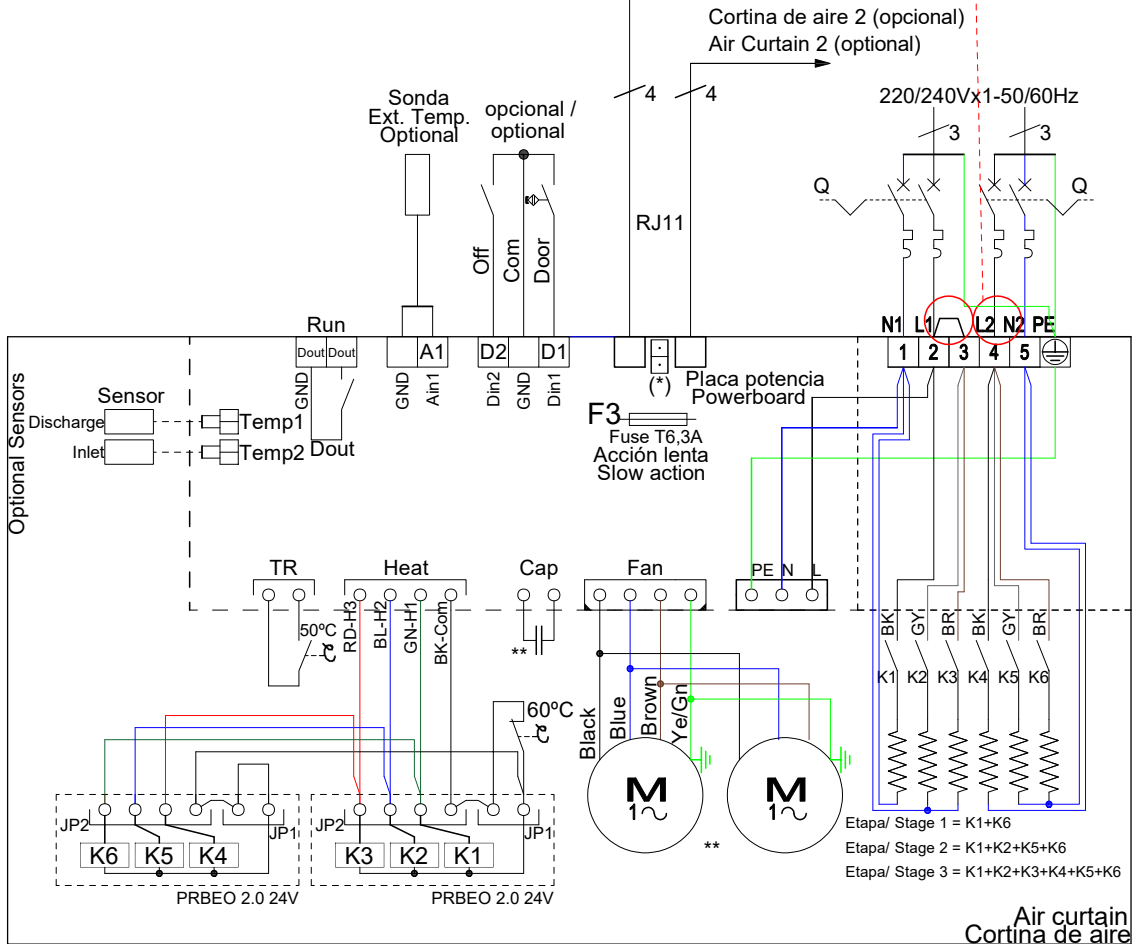 Cortina de aire 2 (opcional)
Air Curtain 2 (optional)
4
4
220/240Vx1-50/60Hz
3
3
Sonda
Ext. Temp.
Optional
opcional /
optional
Q
Q
RJ11
Off
Com
Door
Run
N1
L1
L2
N2
PE
Dout
Dout
A1
D2
D1
1
2
3
4
5
GND
GND
Ain1
Din2
GND
Din1
(*)
Placa potencia
Powerboard
Optional Sensors
Sensor
Discharge
Temp1
Inlet
Temp2
Dout
F3
Fuse T6,3A
Acción lenta
Slow action
TR
Heat
Cap
Fan
PE
N
L
50ºC
RD-H3
BL-H2
GN-H1
BK-Com
**
BK
GY
BR
BK
GY
BR
K1
K2
K3
K4
K5
K6
60ºC
Black
Blue
Brown
Ye/Gn
M
1
M
1
**
JP2
JP1
JP2
JP1
K6
K5
K4
K3
K2
K1
PRBEO 2.0 24V
PRBEO 2.0 24V
Etapa/ Stage 1 = K1+K6
Etapa/ Stage 2 = K1+K2+K5+K6
Etapa/ Stage 3 = K1+K2+K3+K4+K5+K6
Air curtain
Cortina de aire